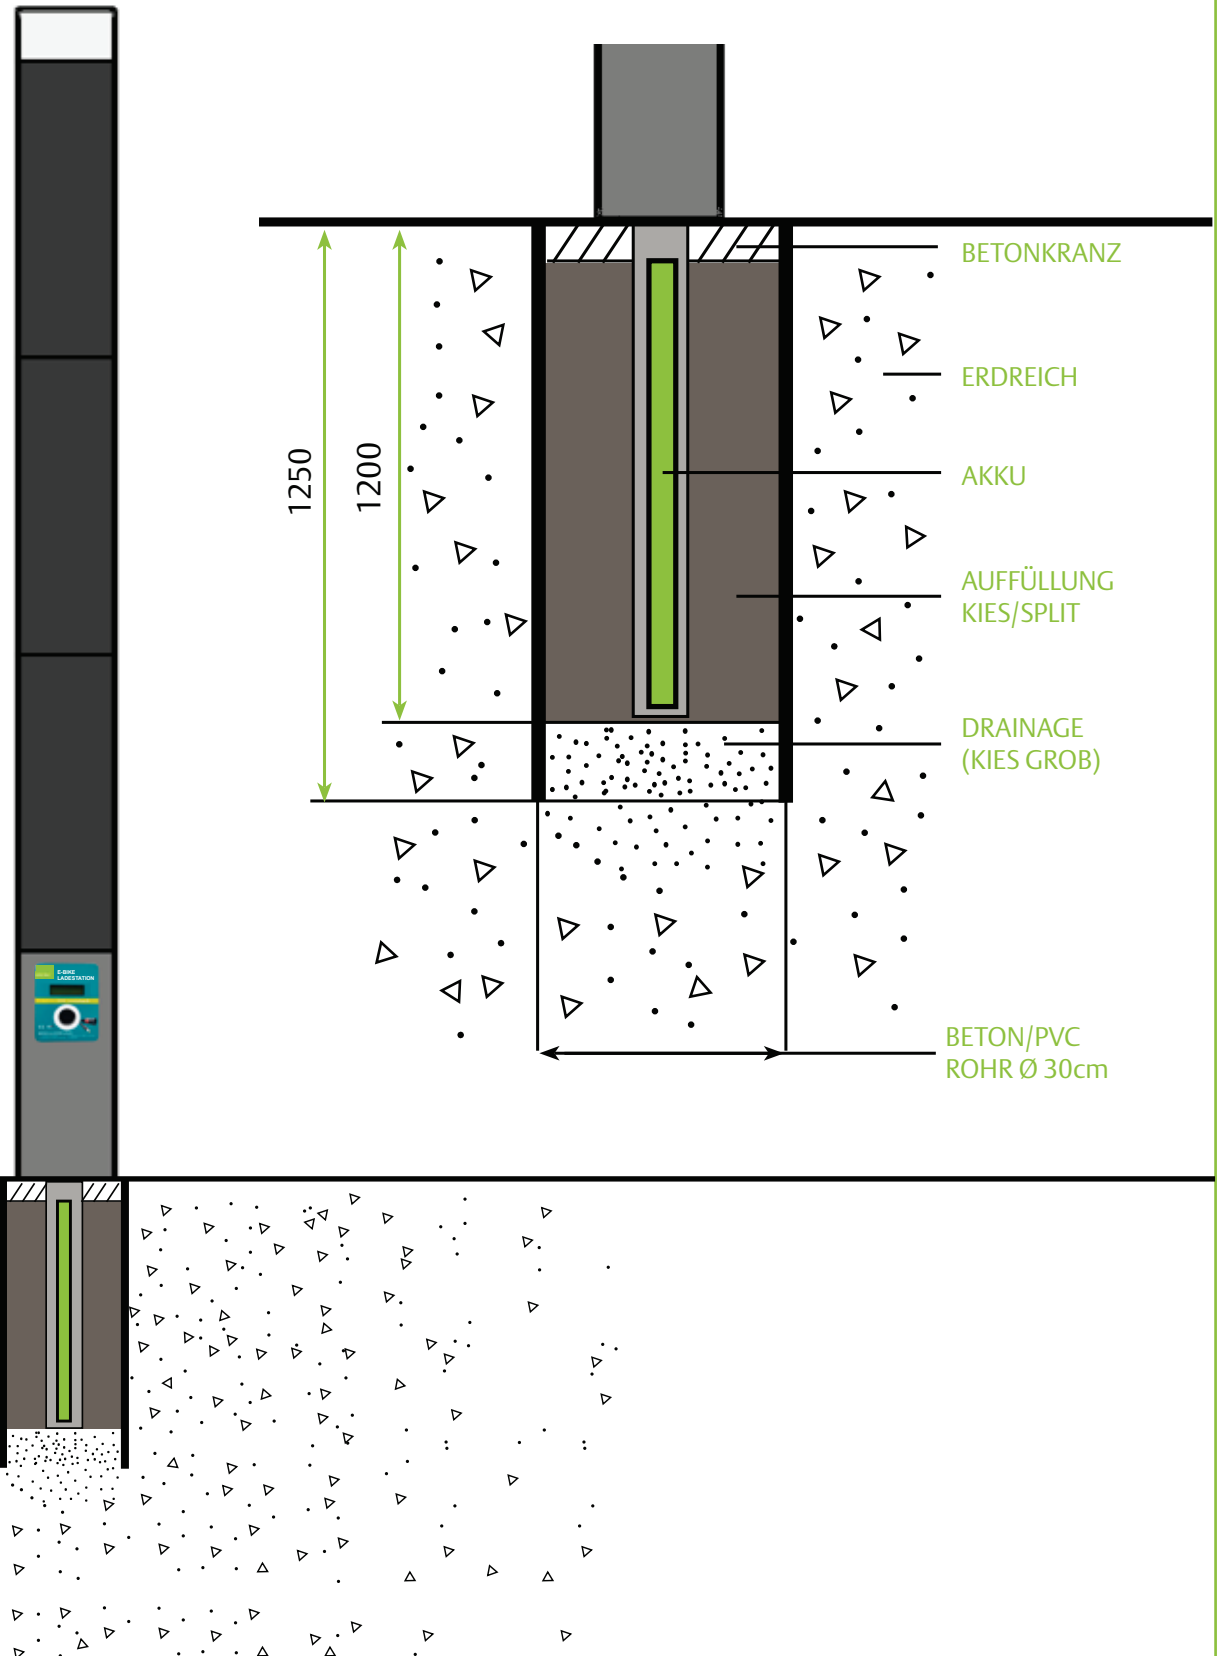 BETONKRANZ
ERDREICH
1250
1200
AKKU
AUFFÜLLUNG
KIES/SPLIT
DRAINAGE
(KIES GROB)
E-BIKE
LADESTATION
BETON/PVC
ROHR Ø 30cm